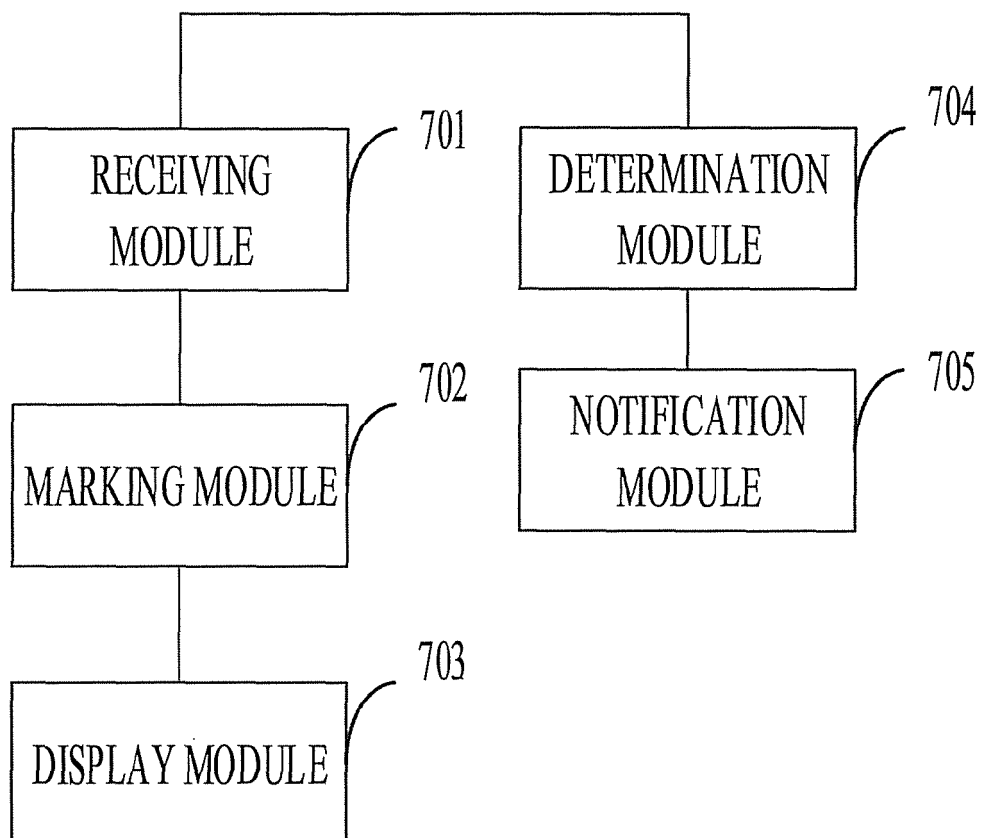 701
RECEIVING
MODULE
704
DETERMINATION
MODULE
702
MARKING MODULE
705
NOTIFICATION
MODULE
703
DISPLAY MODULE